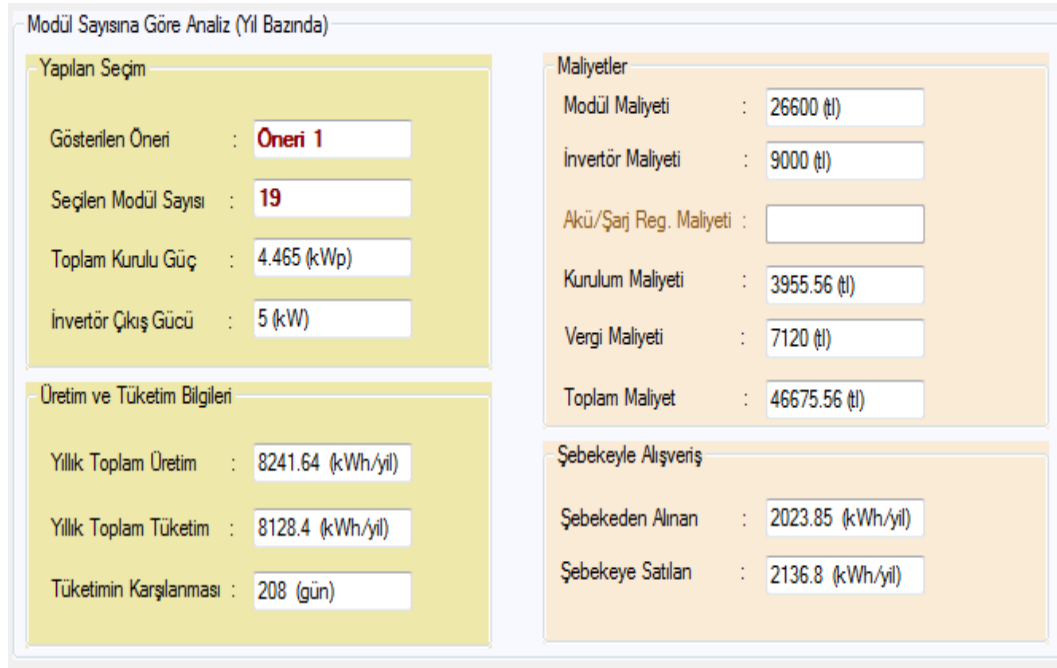 Modül Sayısına Göre Analiz (Yıl Bazında)
Yapılan Seçim
Gösterilen Öneri : Öneri 1
Seçilen Modül Sayısı : 19
Toplam Kurulu Güç : 4.465 (kWp)
İnvertör Çıkış Gücü : 5 (kW)
Üretim ve Tüketim Bilgileri
Yıllık Toplam Üretim : 8241.64 (kWh/yil)
Yıllık Toplam Tüketim : 8128.4 (kWh/yil)
Tüketimin Karşılanması : 208 (gün)
Maliyetler
Modül Maliyeti : 26600 (tl)
İnvertör Maliyeti : 9000 (tl)
Akü/Şarj Reg. Maliyeti :
Kurulum Maliyeti : 3955.56 (tl)
Vergi Maliyeti : 7120 (tl)
Toplam Maliyet : 46675.56 (tl)
Şebekeyle Alışveriş
Şebekeden Alınan : 2023.85 (kWh/yil)
Şebekeye Satılan : 2136.8 (kWh/yil)